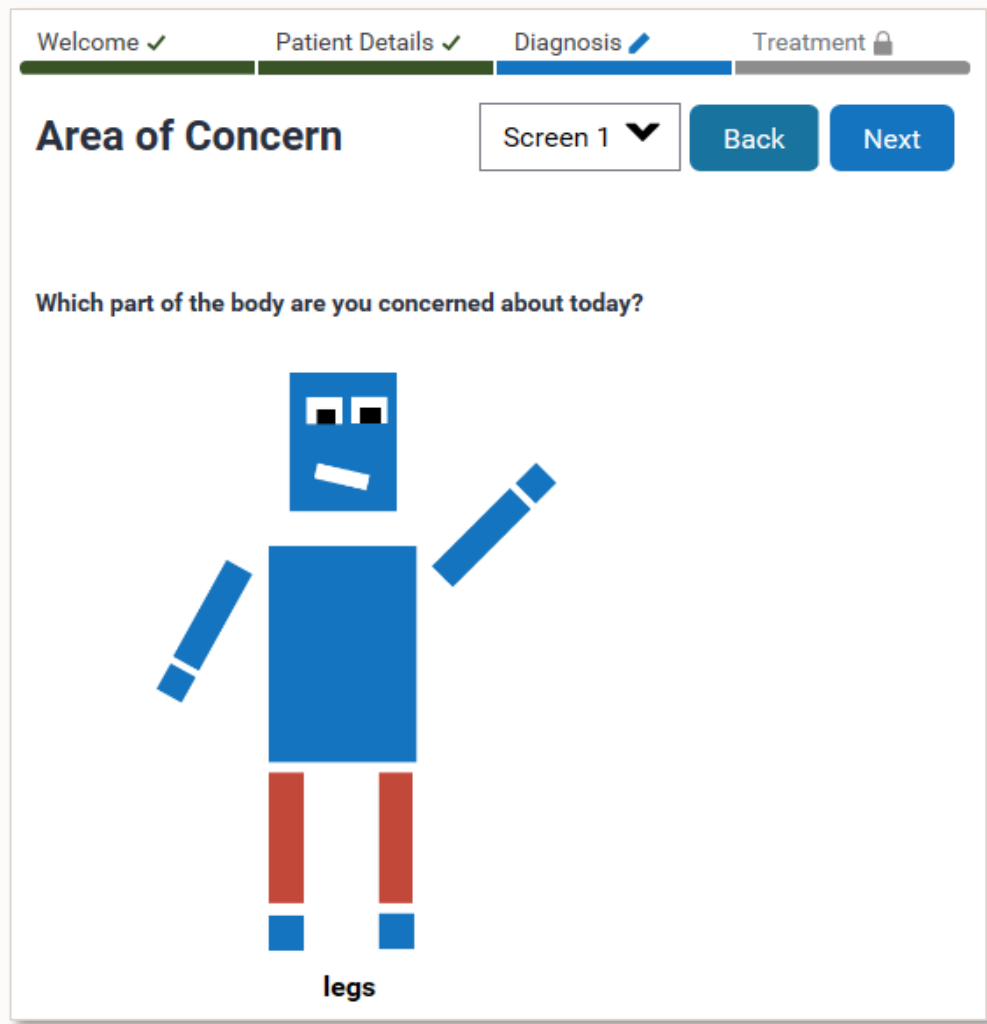 Welcome
Patient Details
Diagnosis
Treatment
Area of Concern
Screen 1
Back
Next
Which part of the body are you concerned about today?
legs